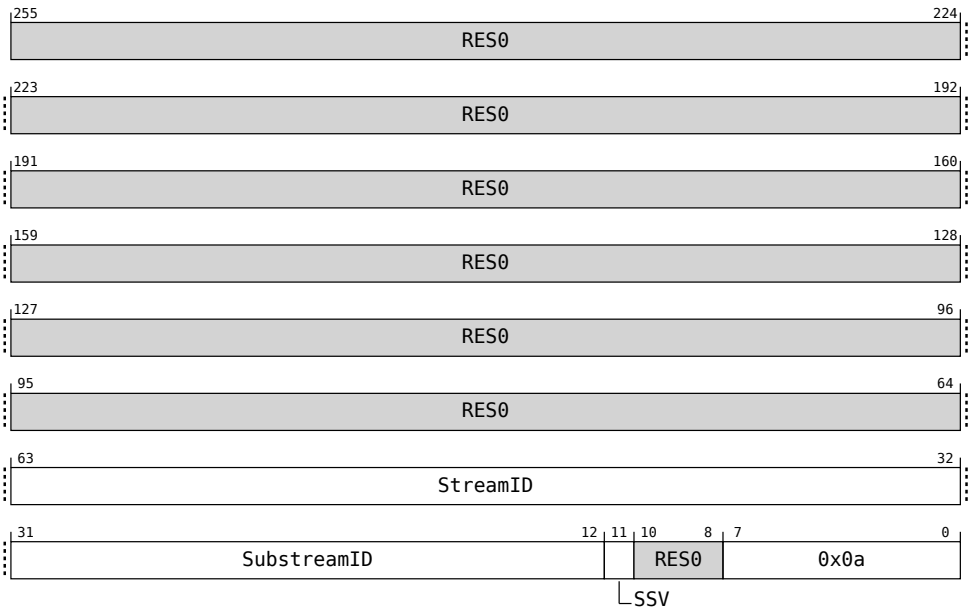 255 224
RES0
223 192
RES0
191 160
RES0
159 128
RES0
127 96
RES0
95 64
RES0
63 32
StreamID
31 12 11 10 8 7 0
SubstreamID RES0 0x0a
SSV